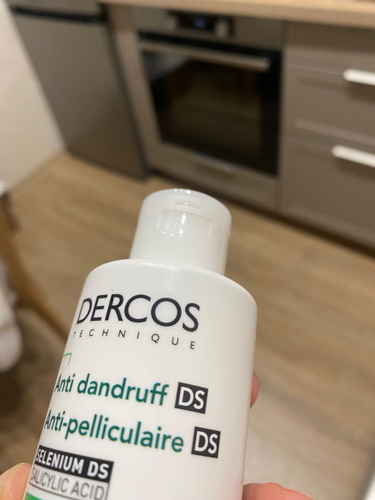 DERCOS
TECHNIQUE
Anti dandruff DS
Anti-pelliculaire DS
SELENIUM DS
SALICYLIC ACID